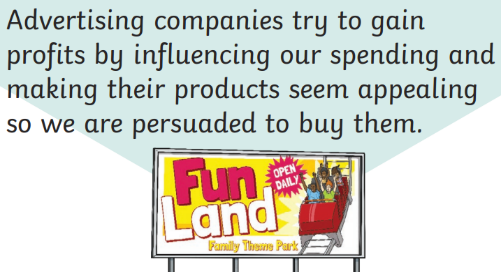 Advertising companies try to gain
profits by influencing our spending and
making their products seem appealing
so we are persuaded to buy them.
Fun
Land
OPEN
DAILY
Family Theme Park